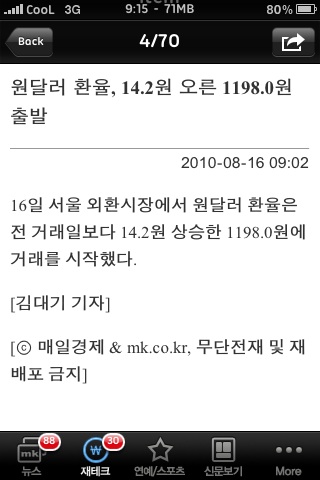 CooL 3G 9:15 - 71MB 80%
Back 4/70
원달러 환율, 14.2원 오른 1198.0원
출발
2010-08-16 09:02
16일 서울 외환시장에서 원달러 환율은
전 거래일보다 14.2원 상승한 1198.0원에
거래를 시작했다.
[김대기 기자]
[ⓒ 매일경제 & mk.co.kr, 무단전재 및 재
배포 금지]
88 30
mk ₩
뉴스 재테크 연예/스포츠 신문보기 More